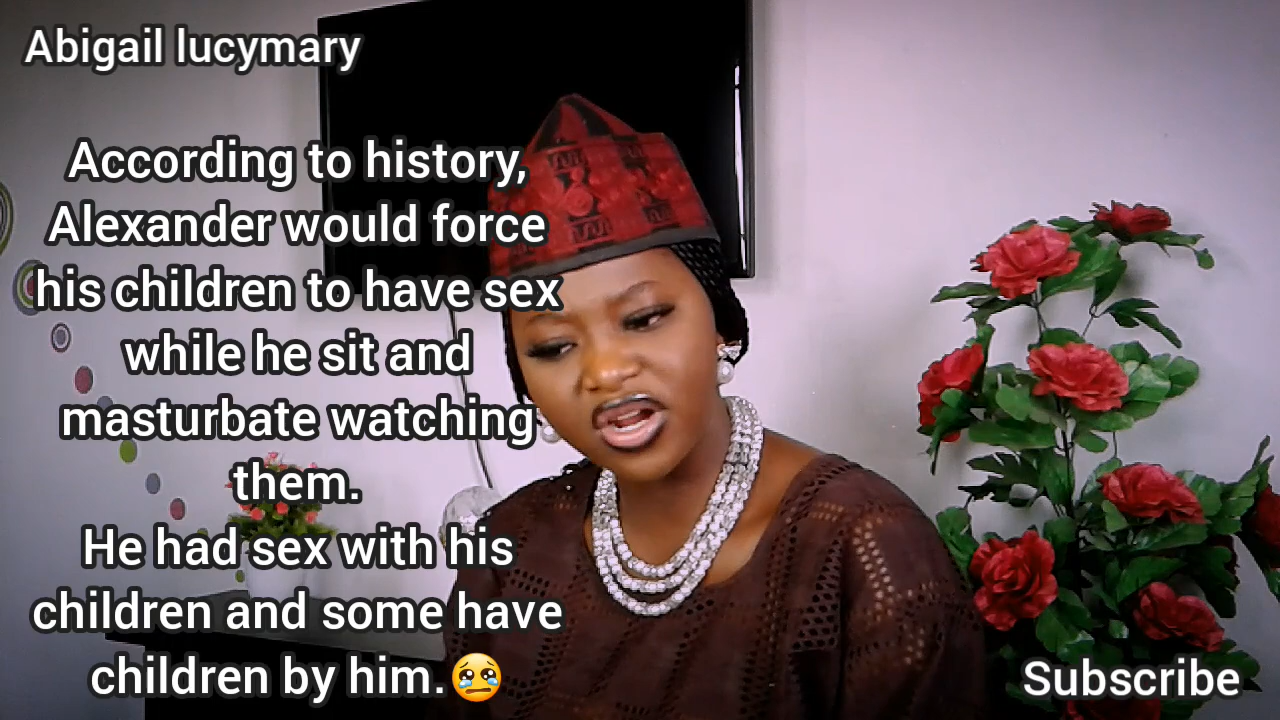 Abigail lucymary
According to history,
Alexander would force
his children to have sex
while he sit and
masturbate watching
them.
He had sex with his
children and some have
children by him.😢
Subscribe